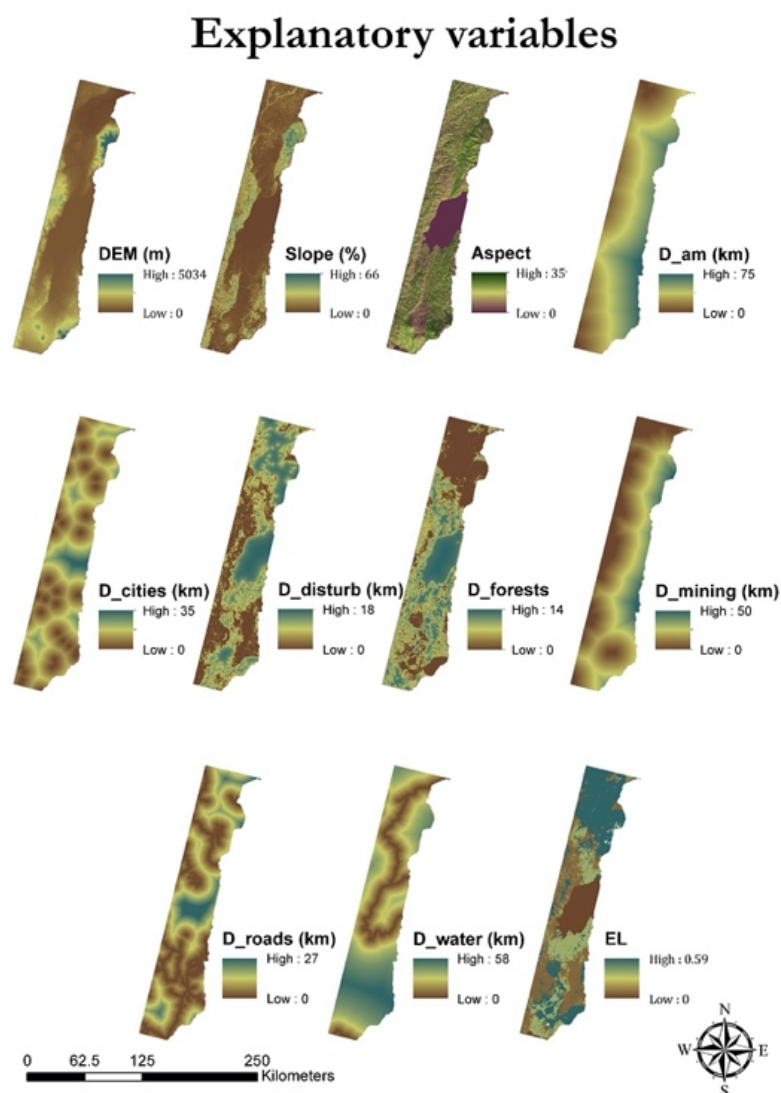 Explanatory variables
DEM (m)
High : 5034
Low : 0
Slope (%)
High : 66
Low : 0
Aspect
High : 35
Low : 0
D_am (km)
High : 75
Low : 0
D_cities (km)
High : 35
Low : 0
D_disturb (km)
High : 18
Low : 0
D_forests
High : 14
Low : 0
D_mining (km)
High : 50
Low : 0
D_roads (km)
High : 27
Low : 0
D_water (km)
High : 58
Low : 0
EL
High : 0.59
Low : 0
0 62.5 125 250
Kilometers
N
W E
S